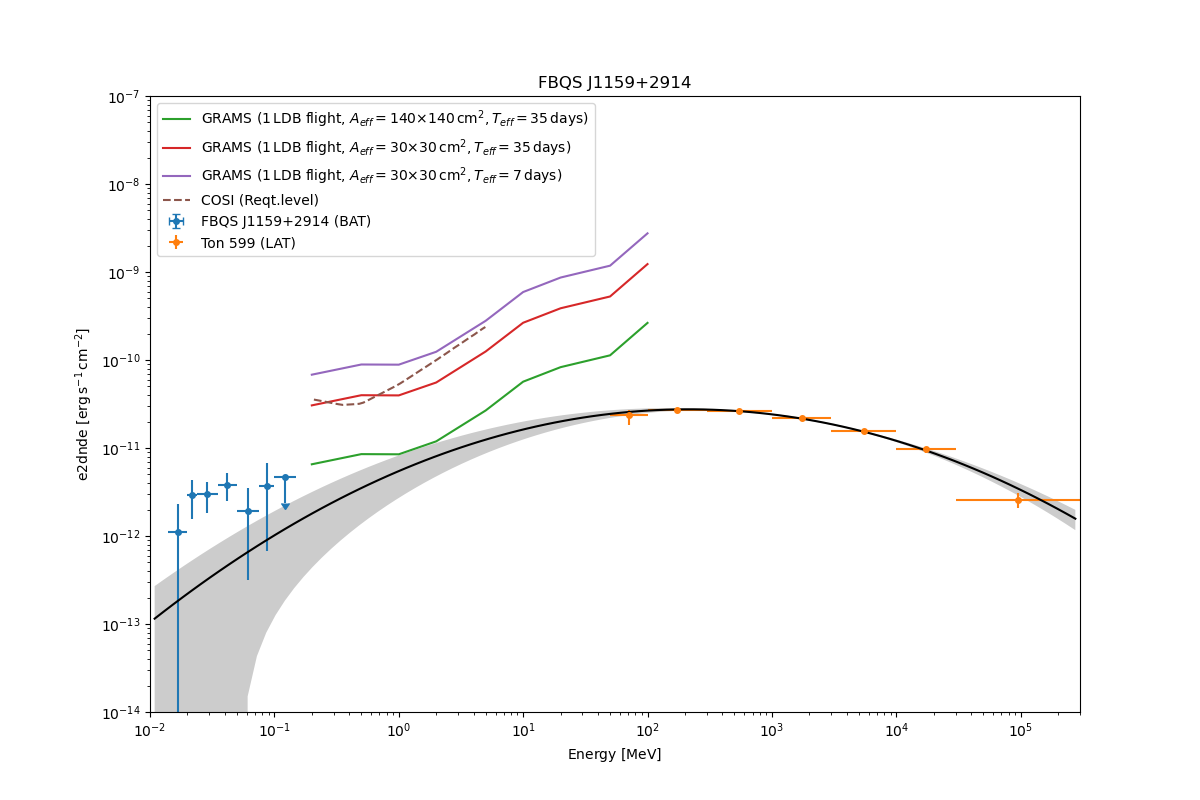 FBQS J1159+2914
GRAMS (1 LDB flight, A_eff = 140×140 cm², T_eff = 35 days)
GRAMS (1 LDB flight, A_eff = 30×30 cm², T_eff = 35 days)
GRAMS (1 LDB flight, A_eff = 30×30 cm², T_eff = 7 days)
COSI (Reqt.level)
FBQS J1159+2914 (BAT)
Ton 599 (LAT)
e2dnde [erg s⁻¹ cm⁻²]
10⁻⁷
10⁻⁸
10⁻⁹
10⁻¹⁰
10⁻¹¹
10⁻¹²
10⁻¹³
10⁻¹⁴
10⁻² 10⁻¹ 10⁰ 10¹ 10² 10³ 10⁴ 10⁵
Energy [MeV]